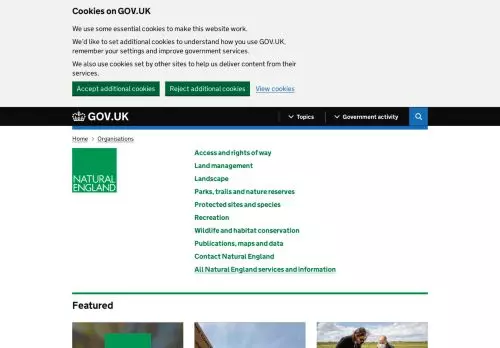 Cookies on GOV.UK
We use some essential cookies to make this website work.
We'd like to set additional cookies to understand how you use GOV.UK,
remember your settings and improve government services.
We also use cookies set by other sites to help us deliver content from their
services.
Accept additional cookies
Reject additional cookies
View cookies
GOV.UK
Topics
Government activity
Home
Organisations
NATURAL
ENGLAND
Access and rights of way
Land management
Landscape
Parks, trails and nature reserves
Protected sites and species
Recreation
Wildlife and habitat conservation
Publications, maps and data
Contact Natural England
All Natural England services and information
Featured